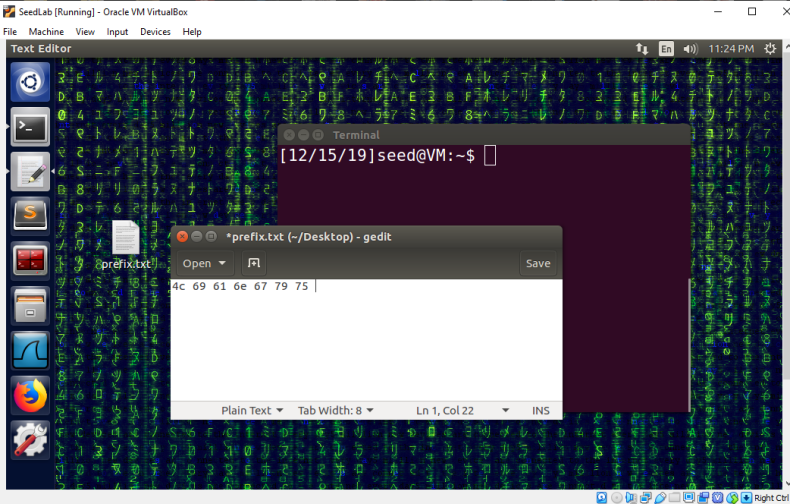 SeedLab [Running] - Oracle VM VirtualBox
File Machine View Input Devices Help
Text Editor
En
11:24 PM
Terminal
[12/15/19]seed@VM:~$
prefix.txt
*prefix.txt (~/Desktop) - gedit
Open
Save
4c 69 61 6e 67 79 75
Plain Text
Tab Width: 8
Ln 1, Col 22
INS
Right Ctrl